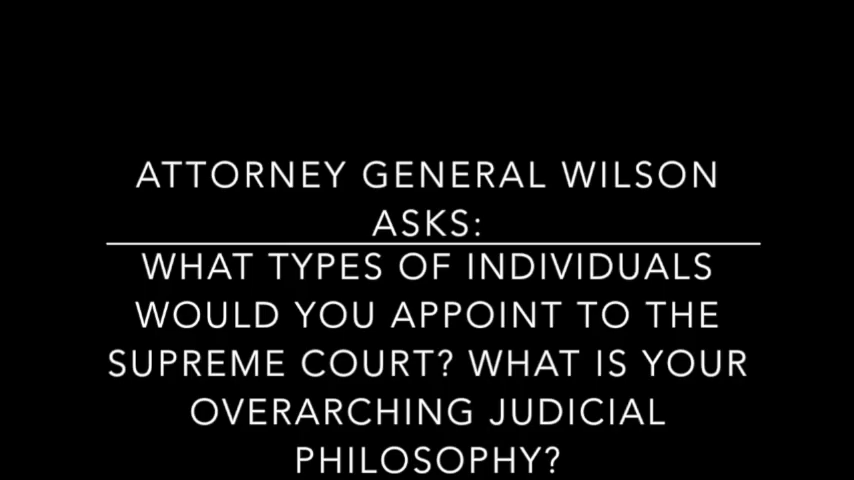 ATTORNEY GENERAL WILSON
ASKS:
WHAT TYPES OF INDIVIDUALS
WOULD YOU APPOINT TO THE
SUPREME COURT? WHAT IS YOUR
OVERARCHING JUDICIAL
PHILOSOPHY?